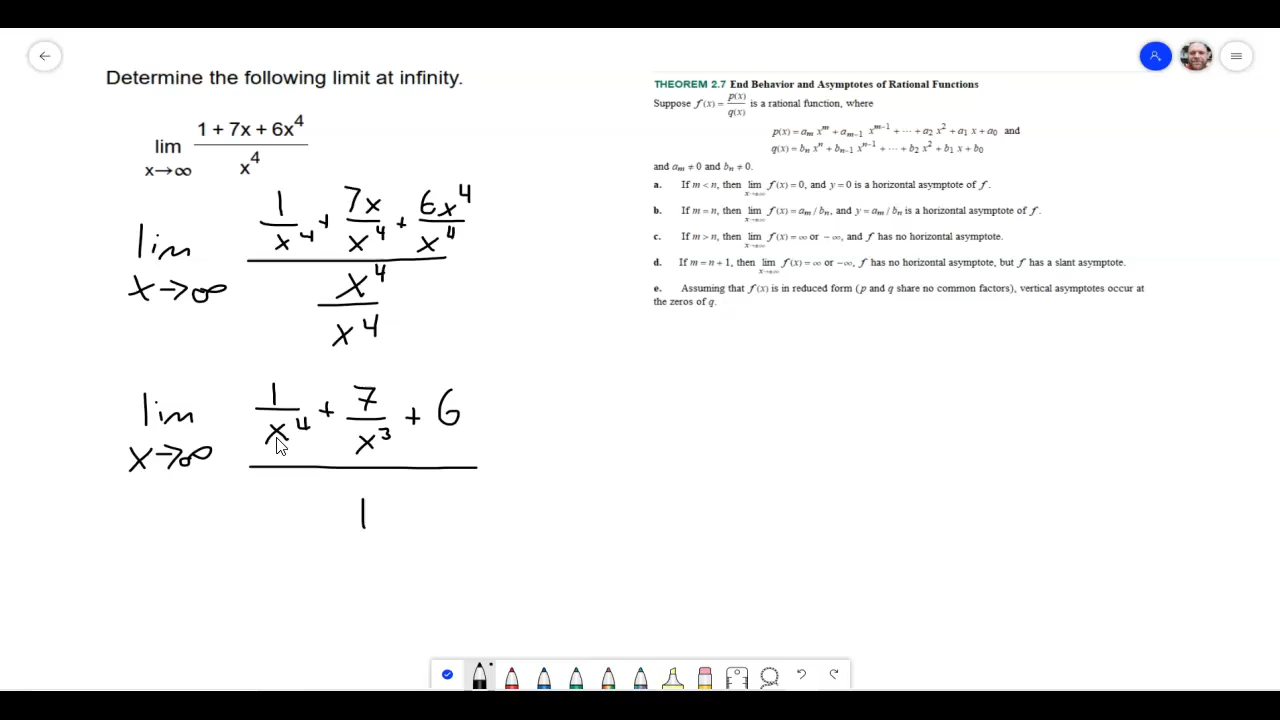 Determine the following limit at infinity.
lim x→∞ (1 + 7x + 6x^4)/(x^4)
lim x→∞ (1/x^4 + 7x/x^4 + 6x^4/x^4)/(x^4/x^4)
lim x→∞ (1/x^4 + 7/x^3 + 6)/1
THEOREM 2.7 End Behavior and Asymptotes of Rational Functions
Suppose f(x) = p(x)/q(x) is a rational function, where
p(x) = a_m x^m + a_{m−1} x^{m−1} + ⋯ + a_2 x^2 + a_1 x + a_0 and
q(x) = b_n x^n + b_{n−1} x^{n−1} + ⋯ + b_2 x^2 + b_1 x + b_0
and a_m ≠ 0 and b_n ≠ 0.
a. If m < n, then lim x→±∞ f(x) = 0, and y = 0 is a horizontal asymptote of f.
b. If m = n, then lim x→±∞ f(x) = a_m / b_n, and y = a_m / b_n is a horizontal asymptote of f.
c. If m > n, then lim x→±∞ f(x) = ∞ or −∞, and f has no horizontal asymptote.
d. If m = n + 1, then lim x→±∞ f(x) = ∞ or −∞, f has no horizontal asymptote, but f has a slant asymptote.
e. Assuming that f(x) is in reduced form (p and q share no common factors), vertical asymptotes occur at
the zeros of q.